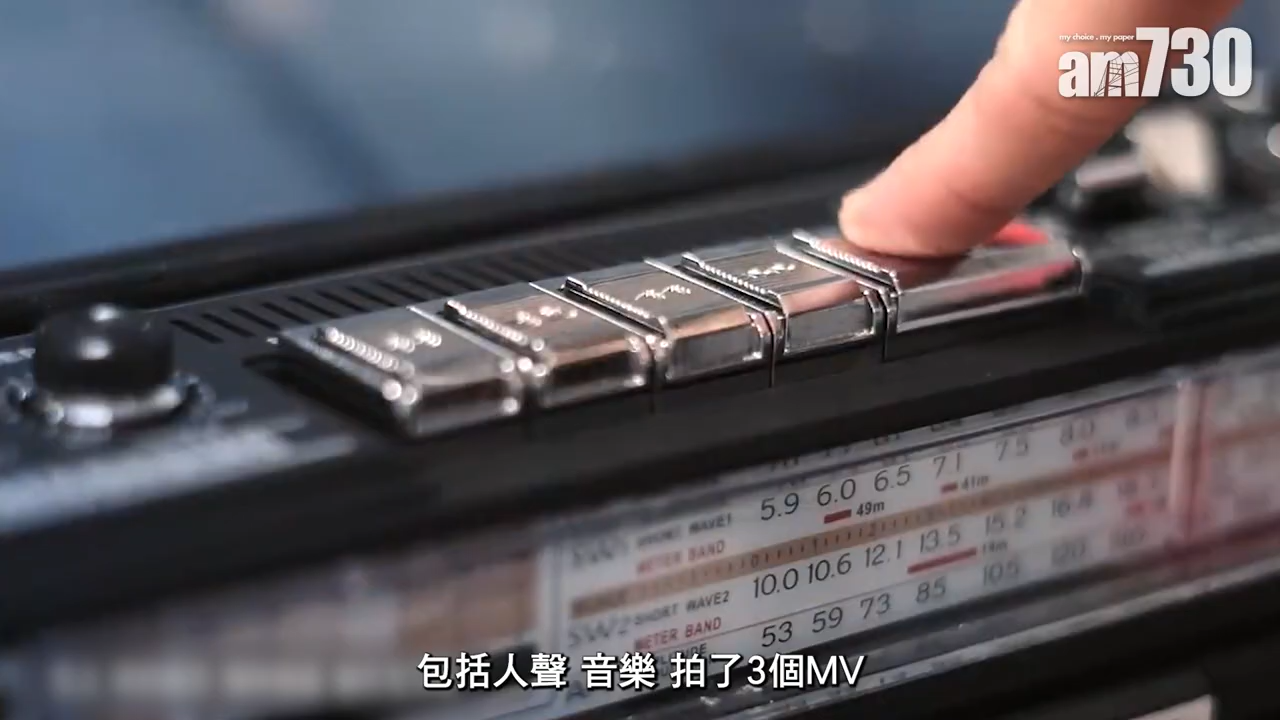 my choice . my paper
am730
5.9 6.0 6.5 7.1 7.5 8.0
49m 41m
SHORT WAVE1
METER BAND
10.0 10.6 12.1 13.5 15.2 16.4
SW2 SHORT WAVE2
METER BAND
53 59 73 85 105 120
包括人聲 音樂 拍了3個MV